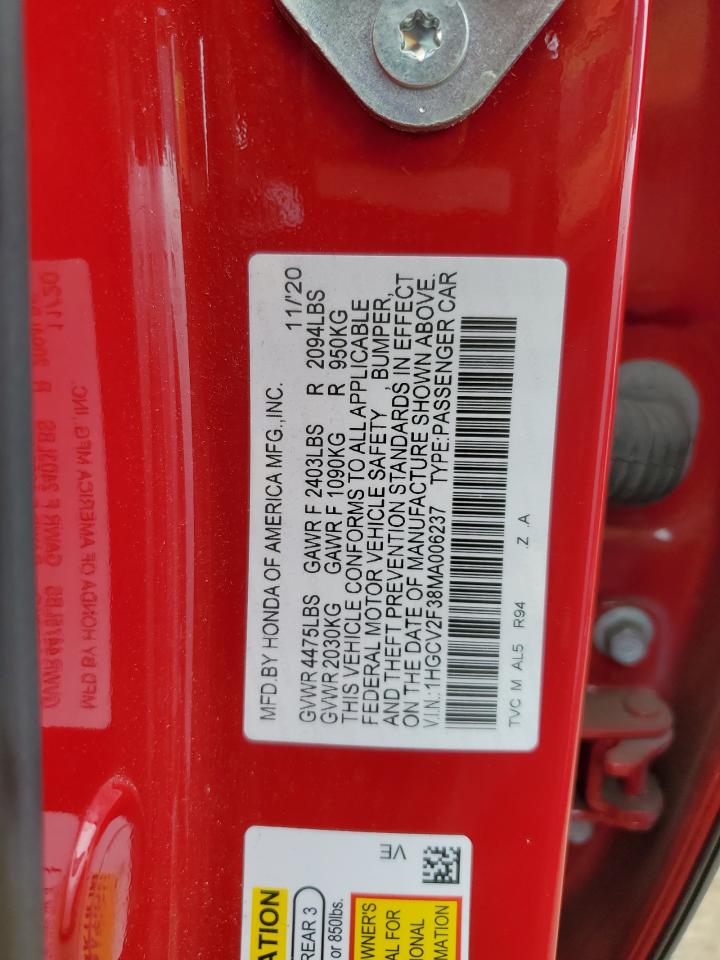 MFD.BY HONDA OF AMERICA MFG.,INC. 11/'20
GVWR 4475LBS GAWR F 2403LBS R 2094LBS
GVWR 2030KG GAWR F 1090KG R 950KG
THIS VEHICLE CONFORMS TO ALL APPLICABLE
FEDERAL MOTOR VEHICLE SAFETY , BUMPER,
AND THEFT PREVENTION STANDARDS IN EFFECT
ON THE DATE OF MANUFACTURE SHOWN ABOVE.
V.I.N.:1HGCV2F38MA006237 TYPE:PASSENGER CAR
TVC M AL5 R94 .Z .A
VE
ATION
REAR 3
or 850lbs.
WNER'S
AL FOR
IONAL
RMATION